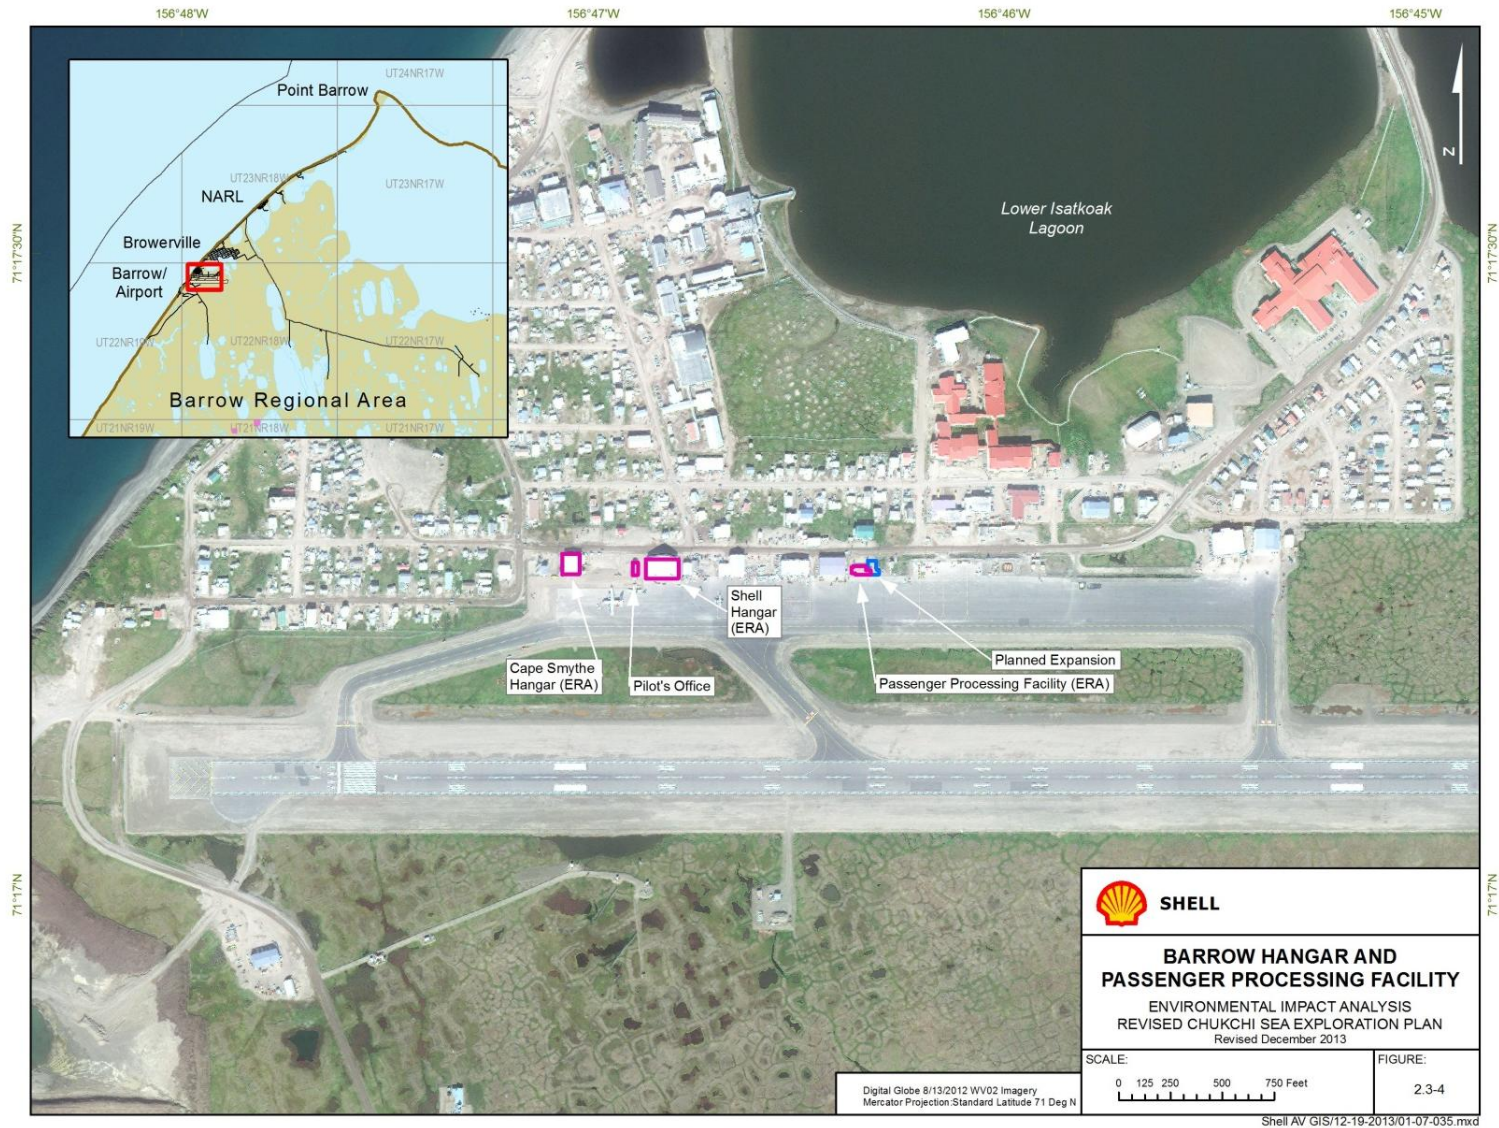 156°48'W
156°47'W
156°46'W
156°45'W
71°17'30"N
71°17'30"N
71°17'N
71°17'N
UT24NR17W
Point Barrow
UT23NR18W
UT23NR17W
NARL
Browerville
Barrow/
Airport
UT22NR19W
UT22NR18W
UT22NR17W
Barrow Regional Area
UT21NR19W
UT21NR18W
UT21NR17W
N
Lower Isatkoak
Lagoon
Shell
Hangar
(ERA)
Cape Smythe
Hangar (ERA)
Pilot's Office
Planned Expansion
Passenger Processing Facility (ERA)
SHELL
BARROW HANGAR AND
PASSENGER PROCESSING FACILITY
ENVIRONMENTAL IMPACT ANALYSIS
REVISED CHUKCHI SEA EXPLORATION PLAN
Revised December 2013
SCALE:
0 125 250 500 750 Feet
FIGURE:
2.3-4
Digital Globe 8/13/2012 WV02 Imagery
Mercator Projection:Standard Latitude 71 Deg N
Shell AV GIS/12-19-2013/01-07-035.mxd